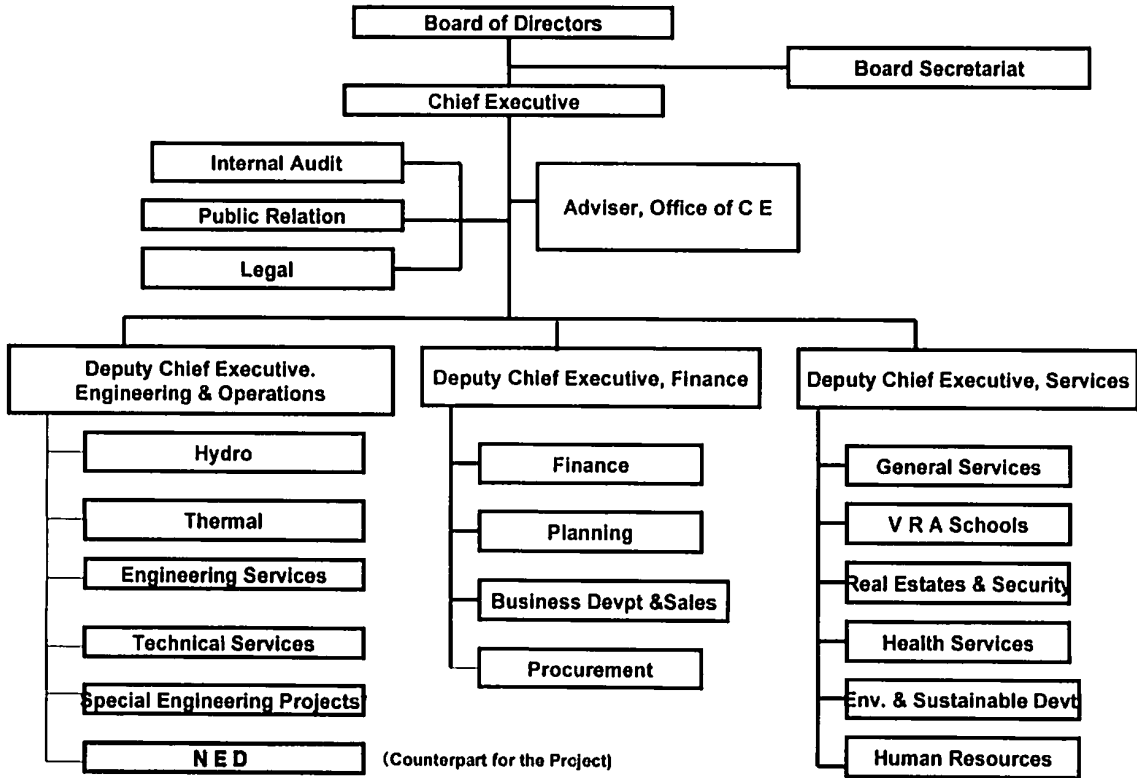 Board of Directors
Board Secretariat
Chief Executive
Internal Audit
Public Relation
Legal
Adviser, Office of C E
Deputy Chief Executive.
Engineering & Operations
Hydro
Thermal
Engineering Services
Technical Services
Special Engineering Projects
N E D
(Counterpart for the Project)
Deputy Chief Executive, Finance
Finance
Planning
Business Devpt &Sales
Procurement
Deputy Chief Executive, Services
General Services
V R A Schools
Real Estates & Security
Health Services
Env. & Sustainable Devt
Human Resources